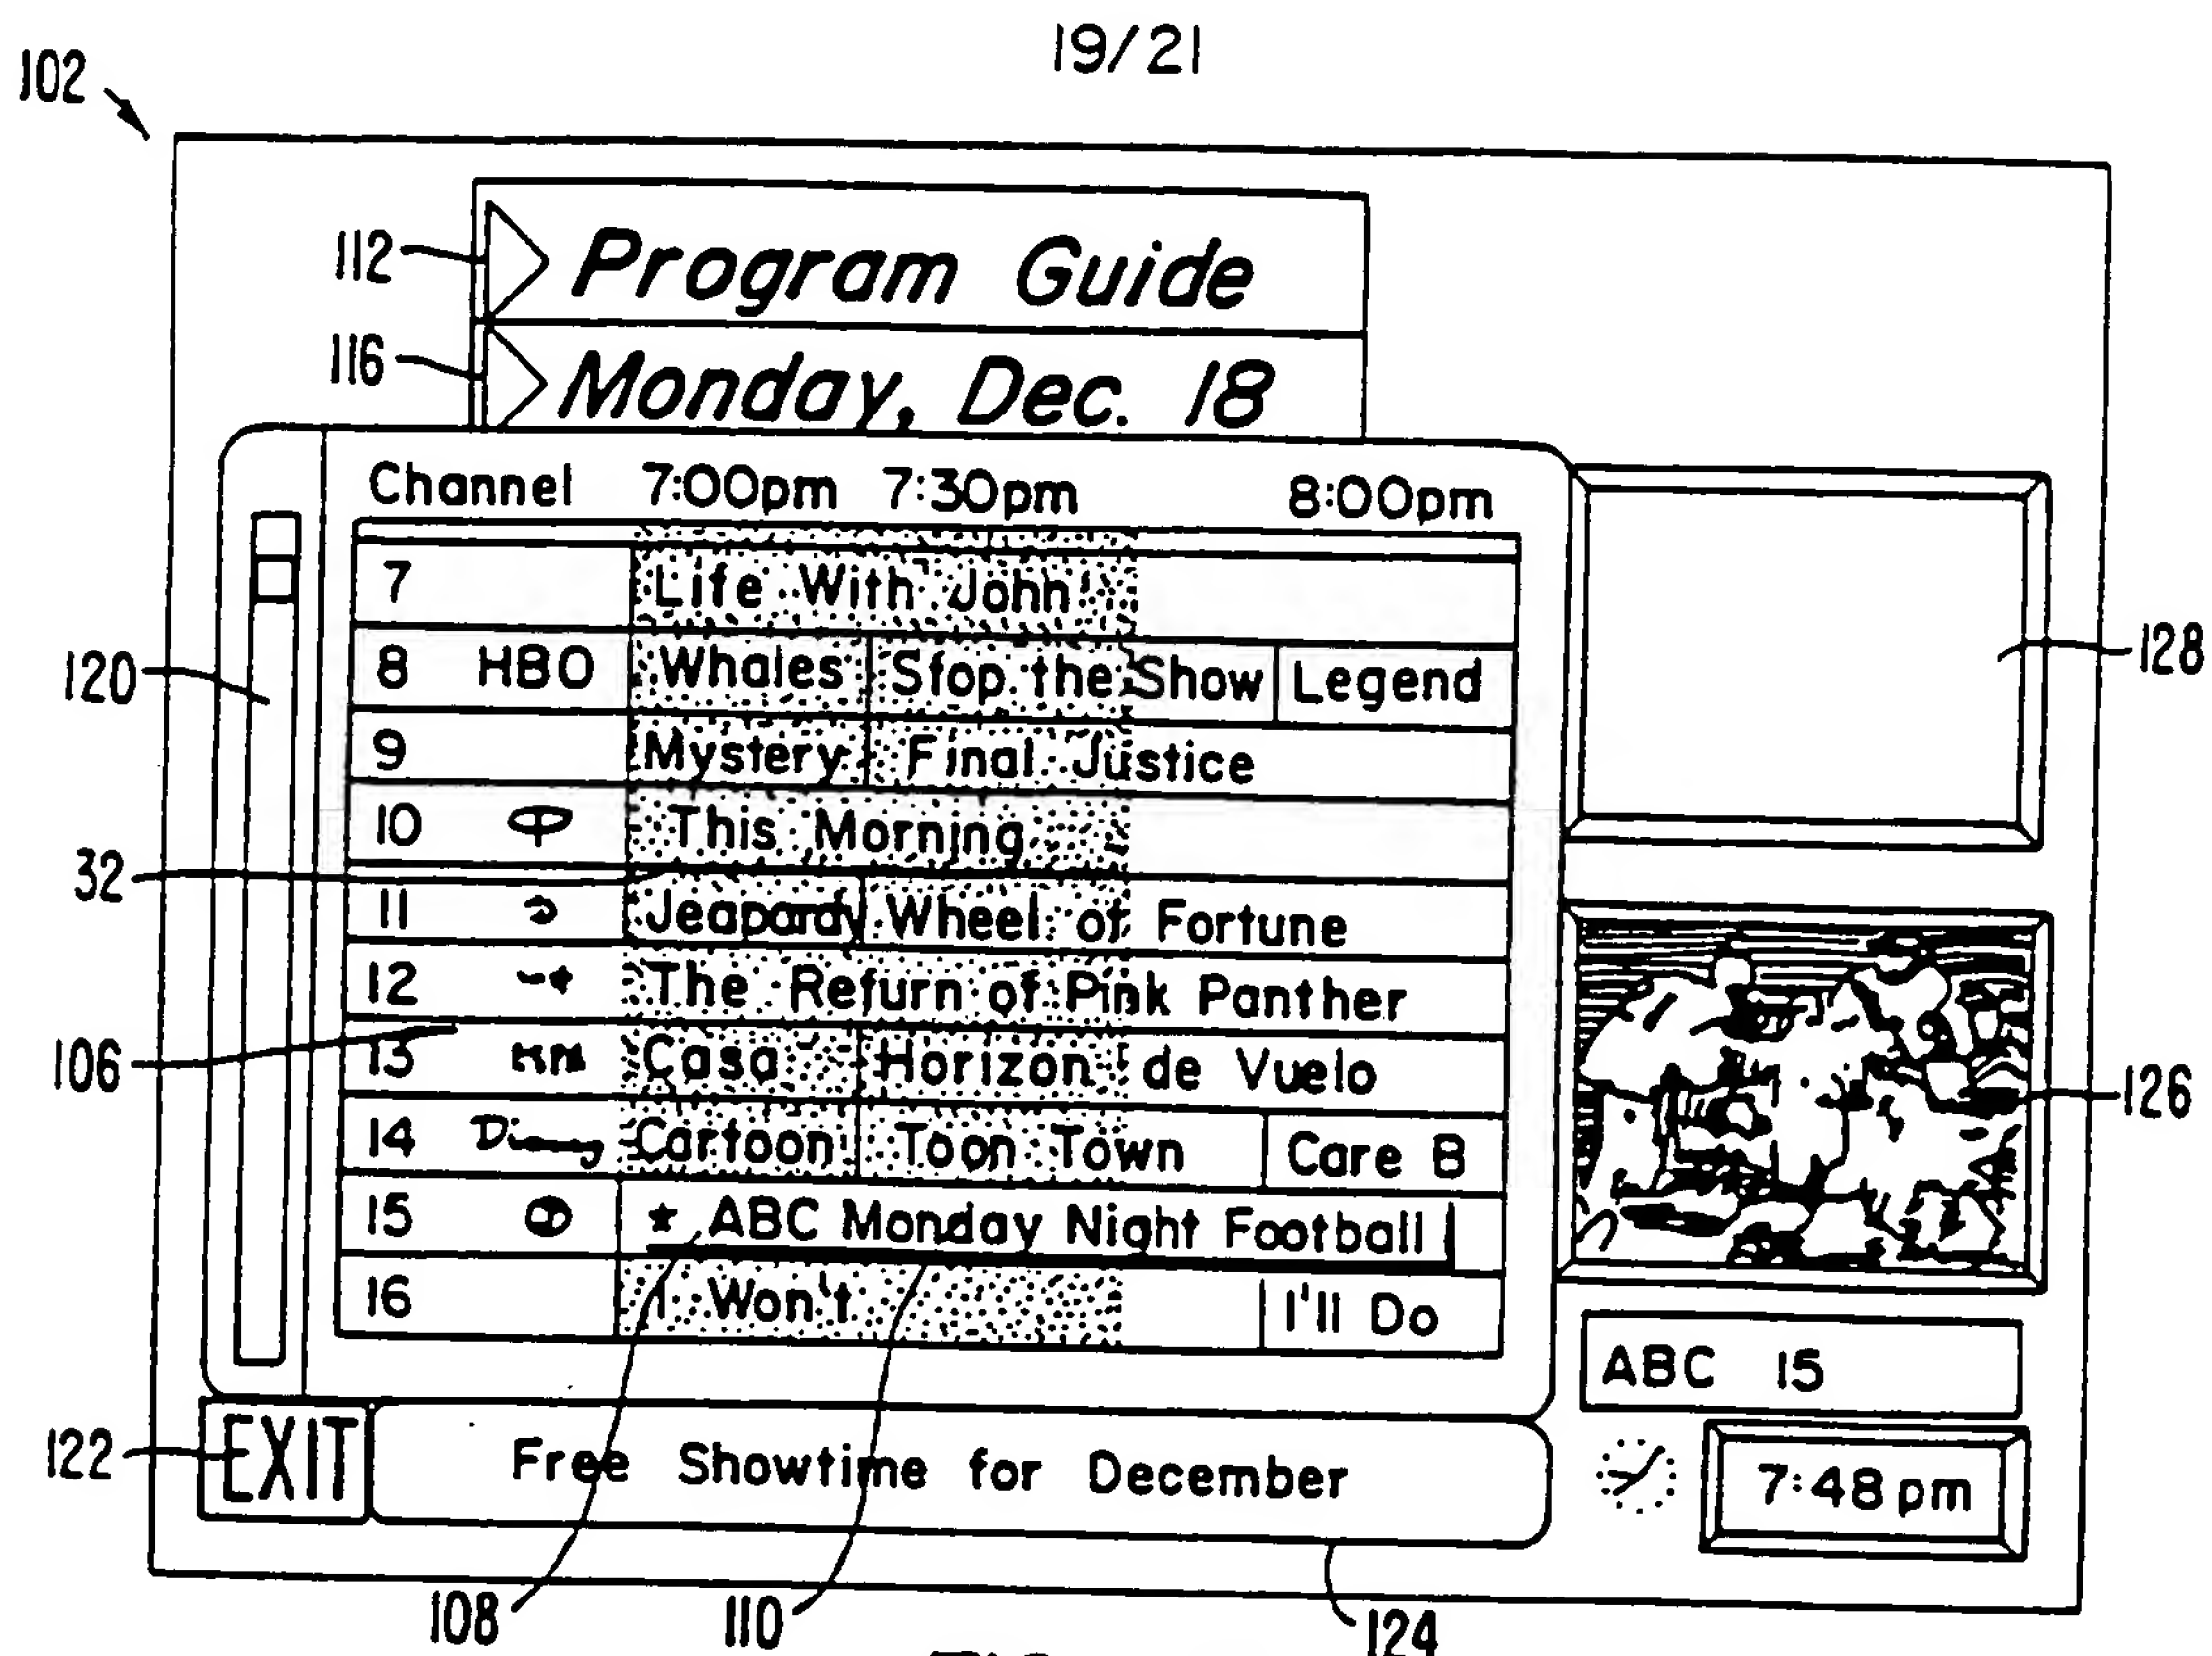 19/21
102
112 Program Guide
116 Monday, Dec. 18
Channel 7:00pm 7:30pm 8:00pm
7 Life With John
8 HBO Whales Stop the Show Legend
128
120
9 Mystery Final Justice
10 This Morning
32
11 Jeapardy Wheel of Fortune
12 The Return of Pink Panther
106
13 Casa Horizon de Vuelo
126
14 Disney Cartoon Toon Town Care B
15 ★ ABC Monday Night Football
16 I Won't I'll Do
ABC 15
122 EXIT Free Showtime for December 7:48pm
108 110 124